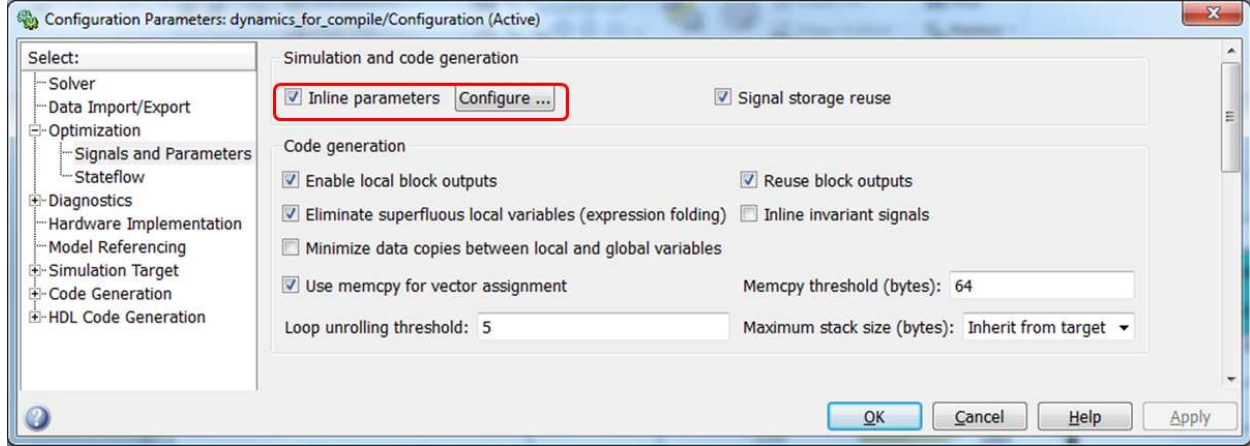 Configuration Parameters: dynamics_for_compile/Configuration (Active)
Select:
Solver
Data Import/Export
Optimization
Signals and Parameters
Stateflow
Diagnostics
Hardware Implementation
Model Referencing
Simulation Target
Code Generation
HDL Code Generation
Simulation and code generation
Inline parameters Configure ... Signal storage reuse
Code generation
Enable local block outputs Reuse block outputs
Eliminate superfluous local variables (expression folding) Inline invariant signals
Minimize data copies between local and global variables
Use memcpy for vector assignment Memcpy threshold (bytes): 64
Loop unrolling threshold: 5 Maximum stack size (bytes): Inherit from target
OK Cancel Help Apply